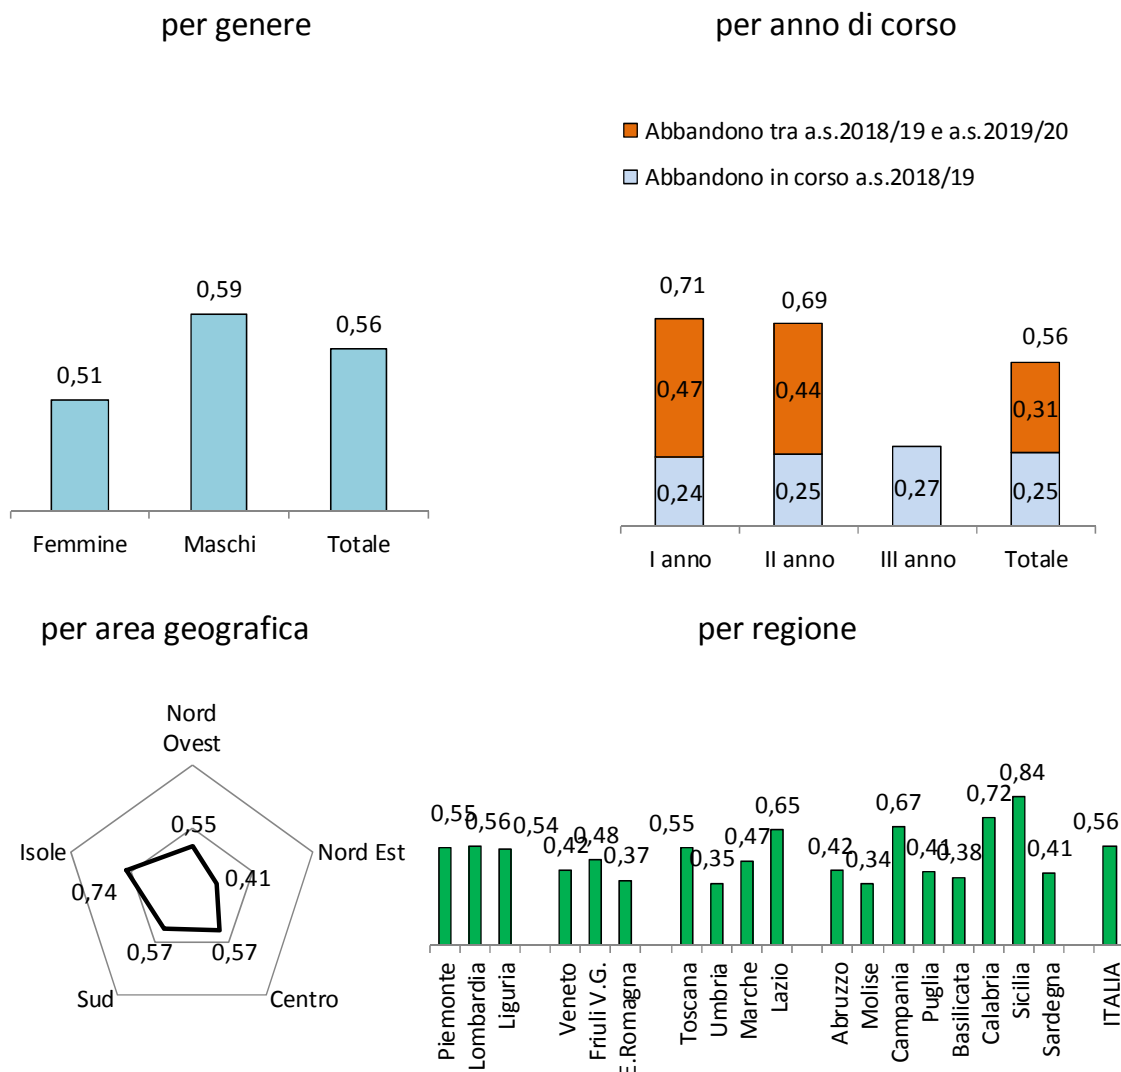 per genere
0,51
0,59
0,56
Femmine
Maschi
Totale
per anno di corso
Abbandono tra a.s.2018/19 e a.s.2019/20
Abbandono in corso a.s.2018/19
0,71
0,69
0,56
0,47
0,44
0,31
0,24
0,25
0,27
0,25
I anno
II anno
III anno
Totale
per area geografica
Nord
Ovest
0,55
Isole
Nord Est
0,74
0,41
0,57
0,57
Sud
Centro
per regione
0,55
0,56
0,54
0,42
0,48
0,37
0,55
0,35
0,47
0,65
0,42
0,34
0,67
0,41
0,38
0,72
0,84
0,41
0,56
Piemonte
Lombardia
Liguria
Veneto
Friuli V.G.
E.Romagna
Toscana
Umbria
Marche
Lazio
Abruzzo
Molise
Campania
Puglia
Basilicata
Calabria
Sicilia
Sardegna
ITALIA